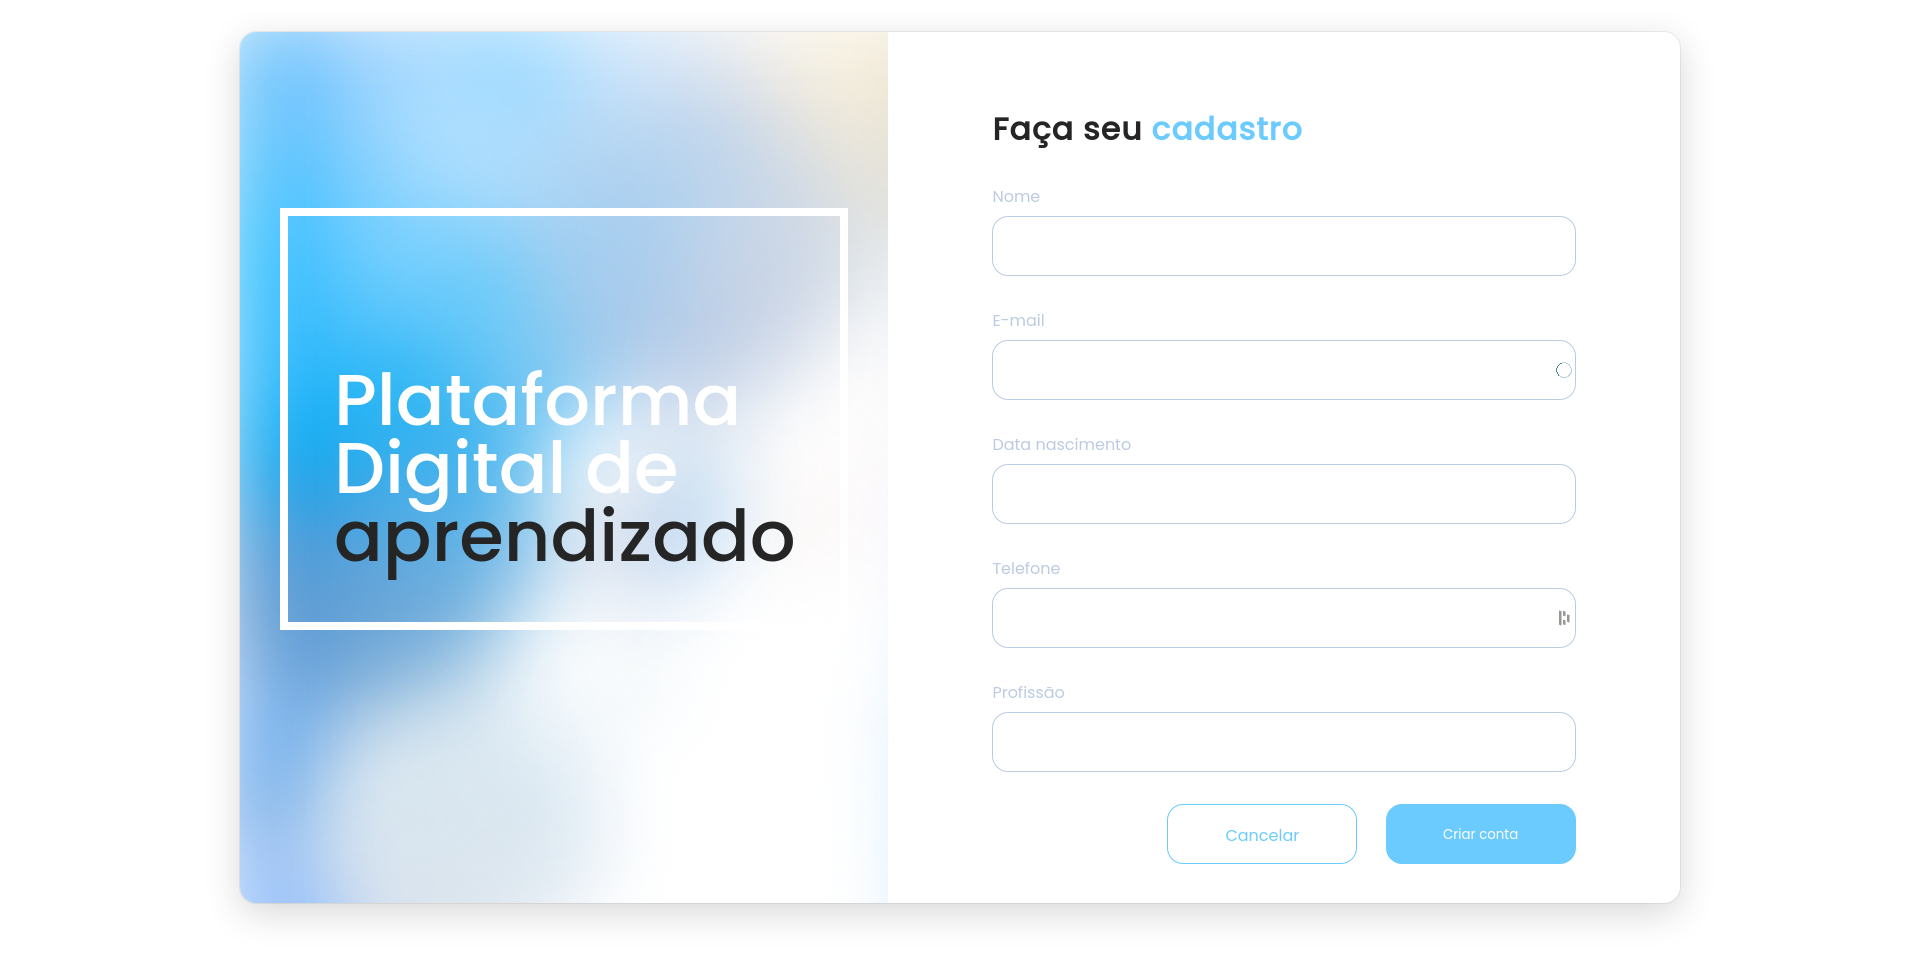 Plataforma
Digital de
aprendizado
Faça seu cadastro
Nome
E-mail
Data nascimento
Telefone
Profissão
Cancelar
Criar conta